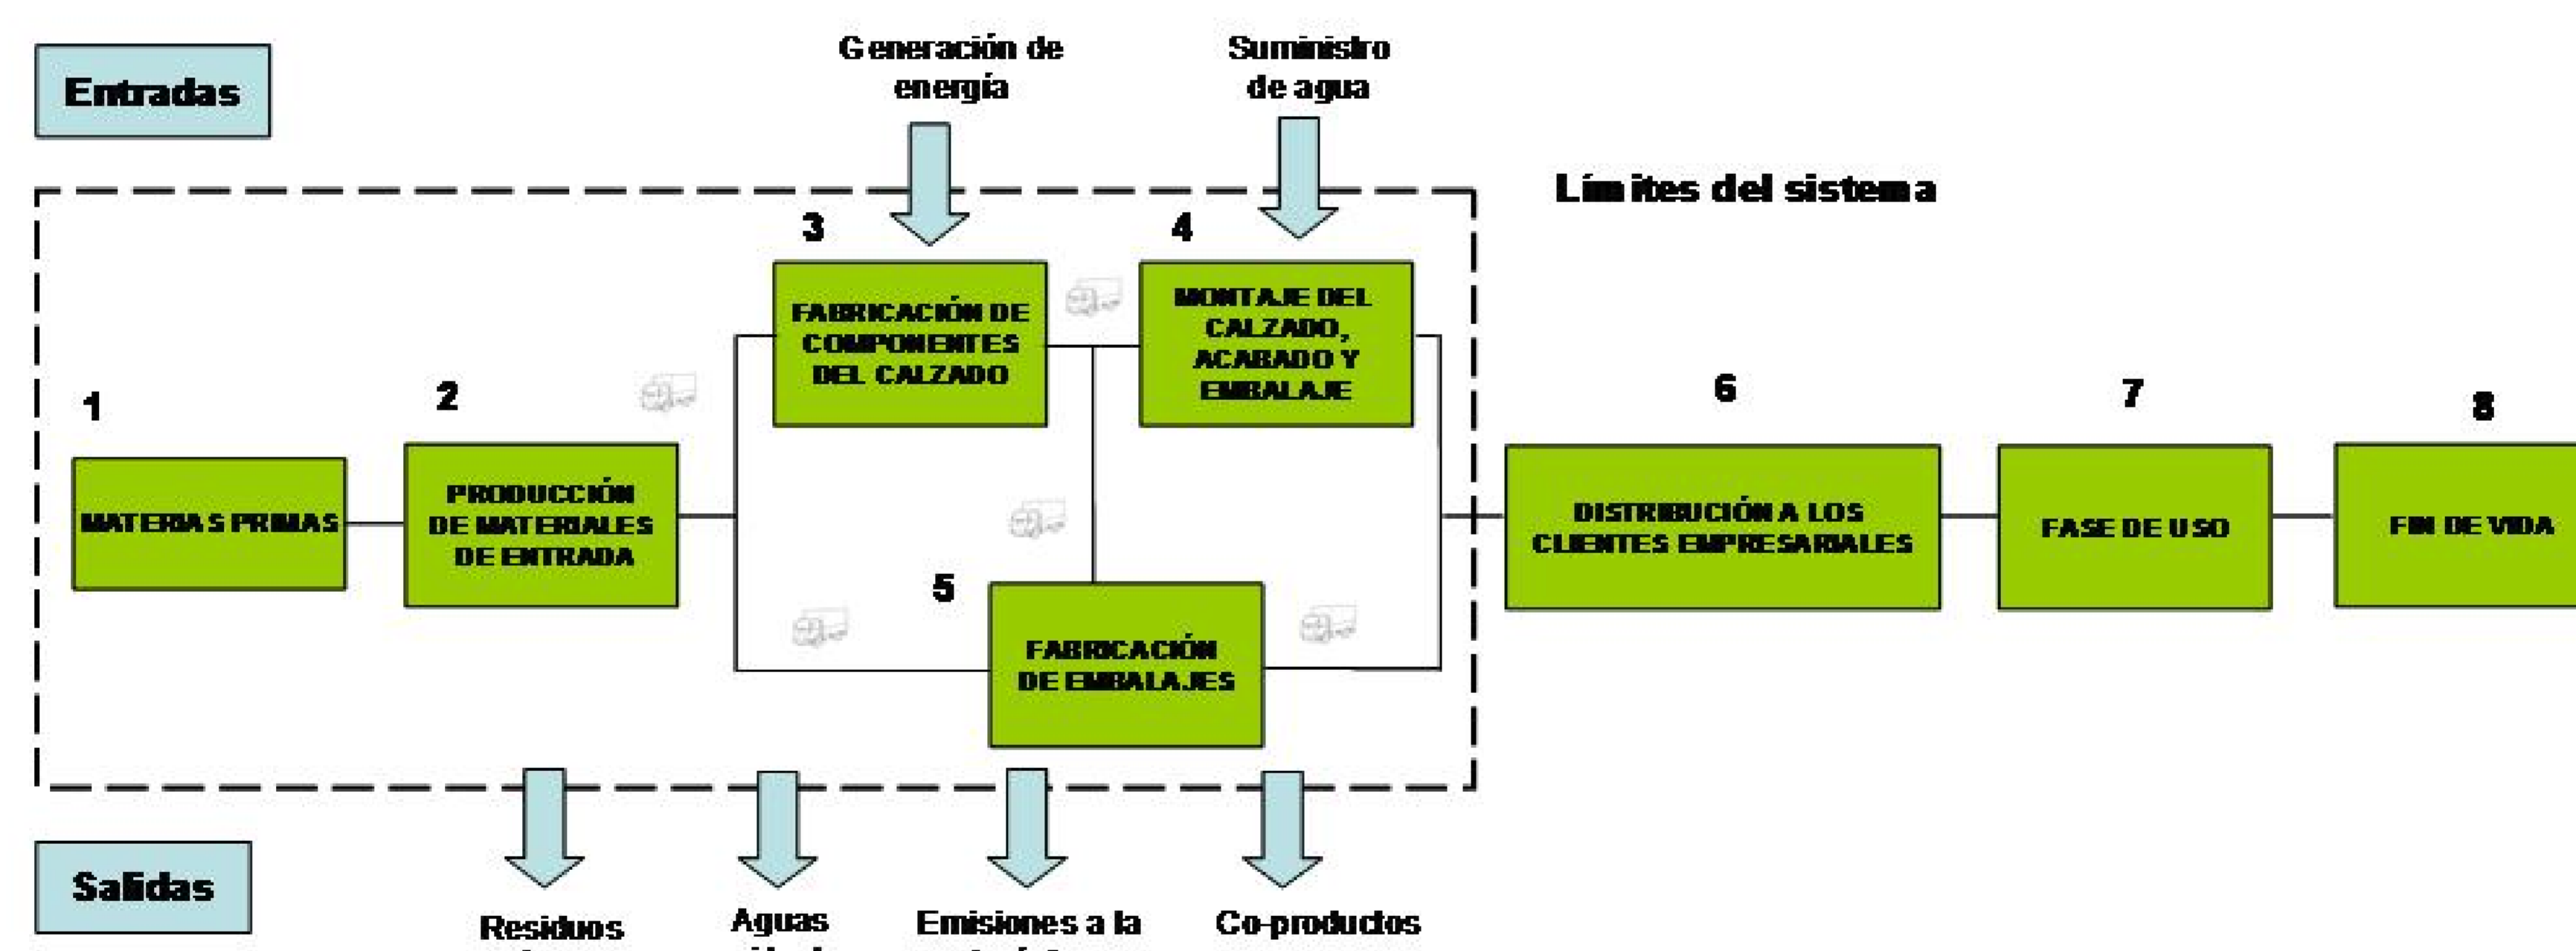 Entradas
Generación de
energía
Suministro
de agua
Límites del sistema
3
4
FABRICACIÓN DE
COMPONENTES
DEL CALZADO
MONTAJE DEL
CALZADO,
ACABADO Y
EMBALAJE
1
2
6
7
8
MATERIAS PRIMAS
PRODUCCIÓN
DE MATERIALES
DE ENTRADA
DISTRIBUCIÓN A LOS
CLIENTES EMPRESARIALES
FASE DE USO
FIN DE VIDA
5
FABRICACIÓN
DE EMBALAJES
Salidas
Residuos
Aguas
Emisiones a la
Co-productos